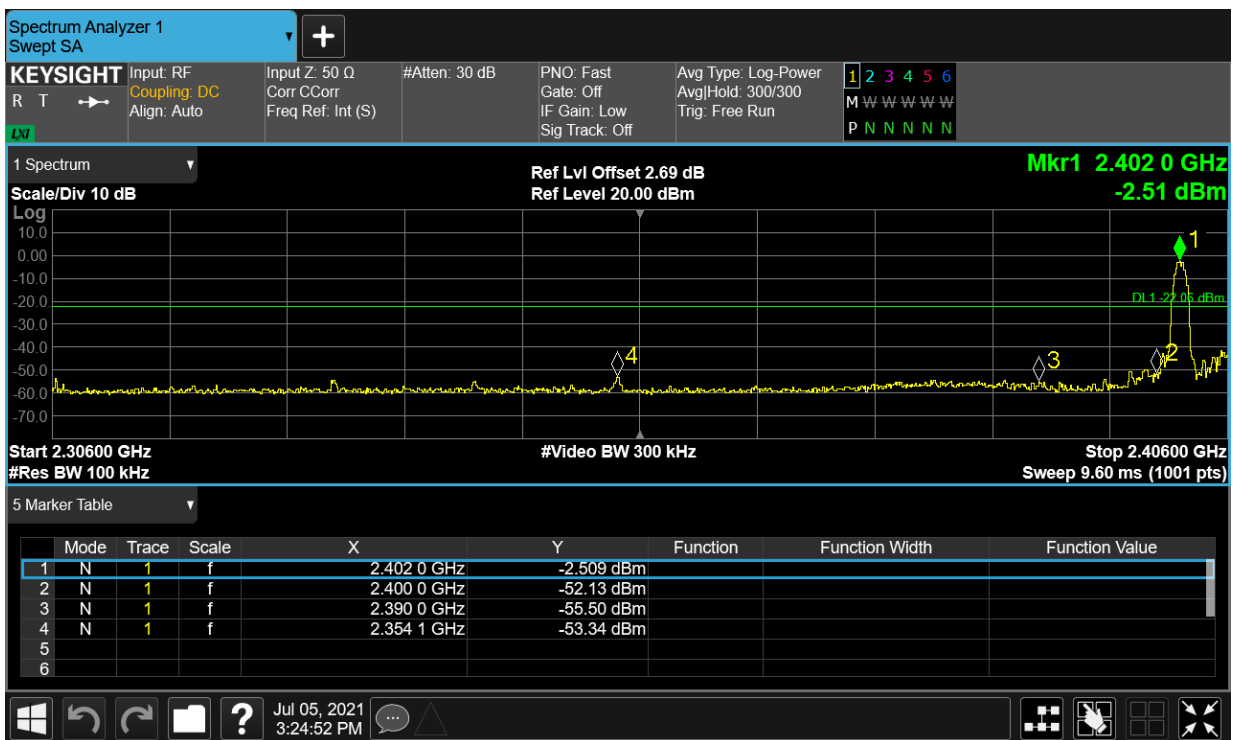 Spectrum Analyzer 1
Swept SA
+
KEYSIGHT
R T
LXI
Input: RF
Coupling: DC
Align: Auto
Input Z: 50 Ω
Corr CCorr
Freq Ref: Int (S)
#Atten: 30 dB
PNO: Fast
Gate: Off
IF Gain: Low
Sig Track: Off
Avg Type: Log-Power
Avg|Hold: 300/300
Trig: Free Run
1 2 3 4 5 6
M W W W W W
P N N N N N
1 Spectrum
Scale/Div 10 dB
Ref Lvl Offset 2.69 dB
Ref Level 20.00 dBm
Mkr1 2.402 0 GHz
-2.51 dBm
Log
10.0
0.00
-10.0
-20.0
-30.0
-40.0
-50.0
-60.0
-70.0
1
DL1 -22.06 dBm
4
3
2
Start 2.30600 GHz
#Video BW 300 kHz
Stop 2.40600 GHz
#Res BW 100 kHz
Sweep 9.60 ms (1001 pts)
5 Marker Table
Mode Trace Scale X Y Function Function Width Function Value
1 N 1 f 2.402 0 GHz -2.509 dBm
2 N 1 f 2.400 0 GHz -52.13 dBm
3 N 1 f 2.390 0 GHz -55.50 dBm
4 N 1 f 2.354 1 GHz -53.34 dBm
5
6
?
Jul 05, 2021
3:24:52 PM